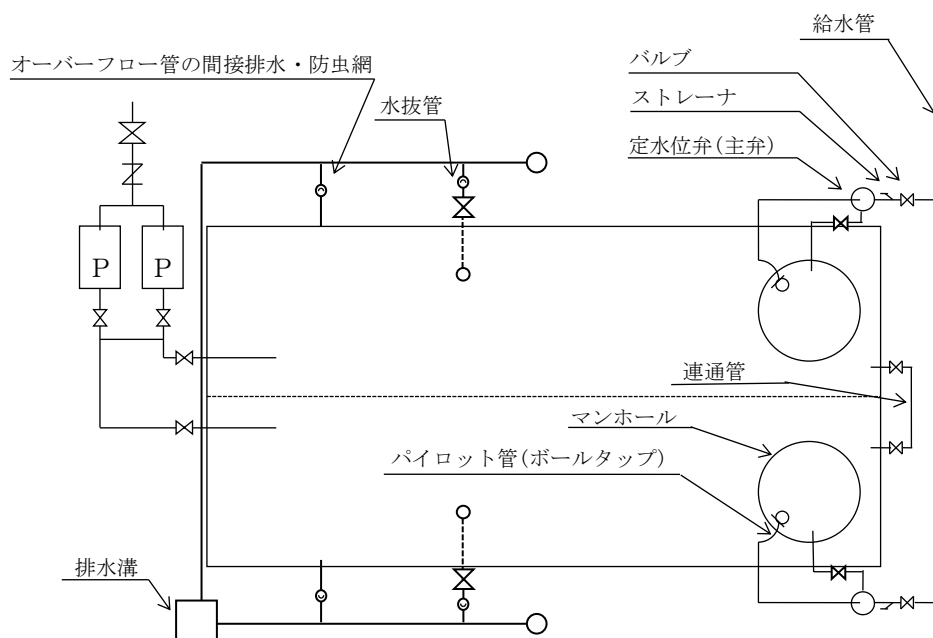 給水管
オーバーフロー管の間接排水・防虫網
バルブ
水抜管
ストレーナ
定水位弁(主弁)
P
P
連通管
マンホール
パイロット管(ボールタップ)
排水溝